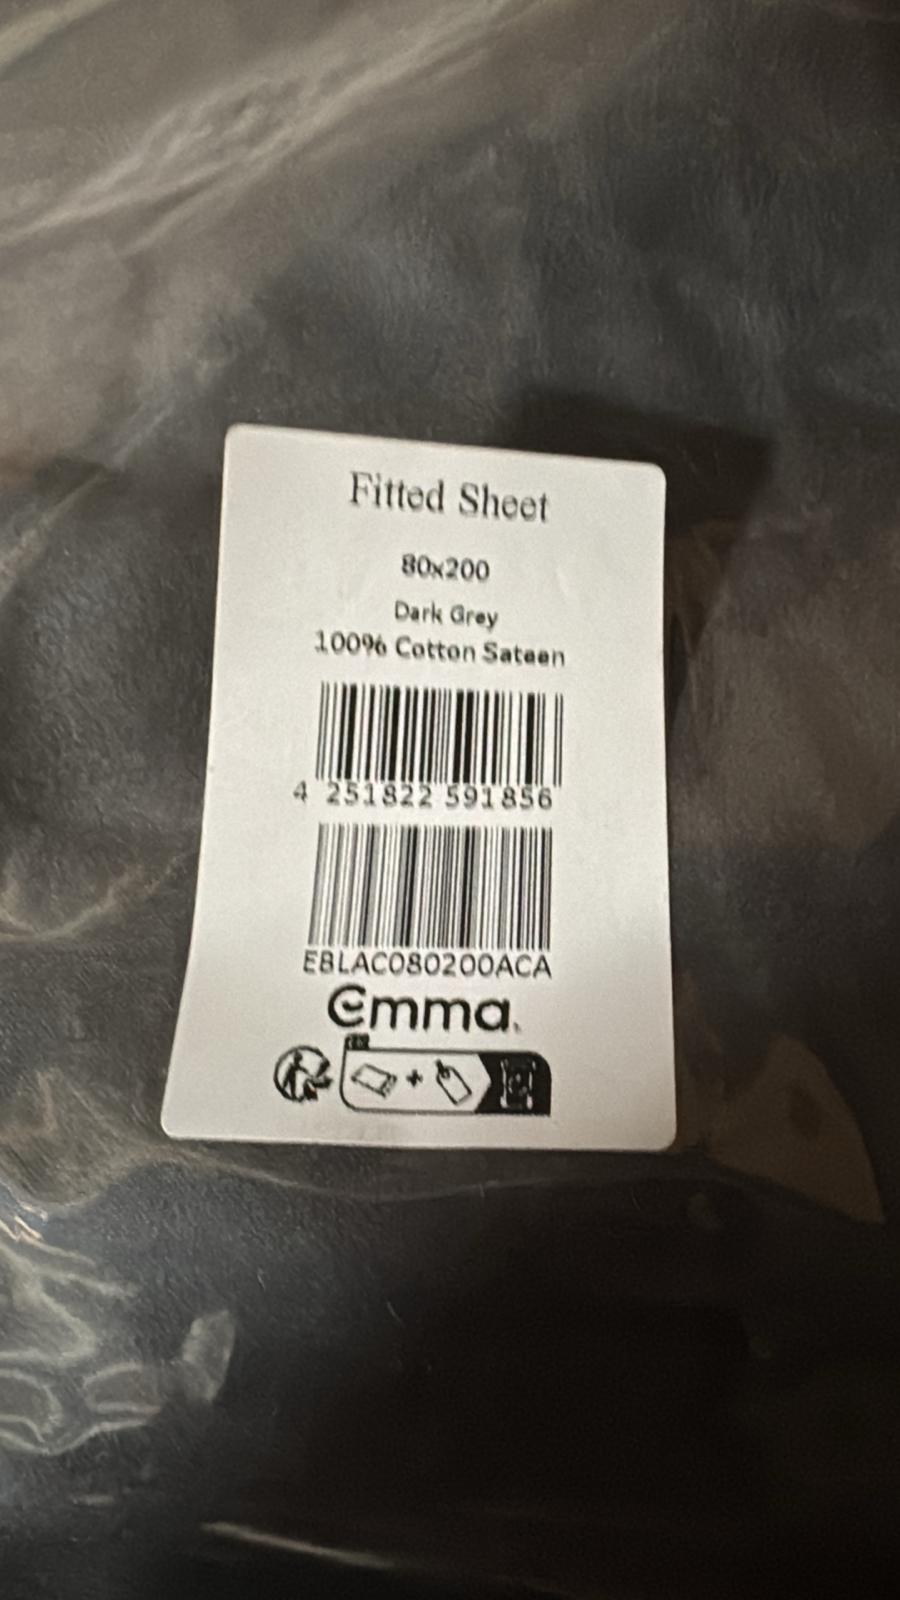 Fitted Sheet
80x200
Dark Grey
100% Cotton Sateen
4 251822 591856
EBLAC080200ACA
emma.